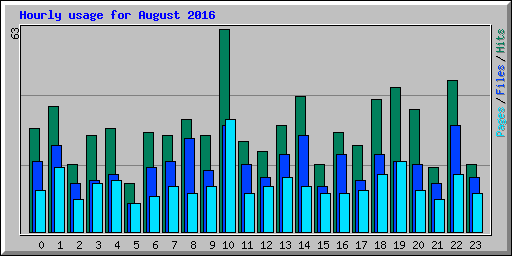 Hourly usage for August 2016
63
Pages/Files/Hits
0 1 2 3 4 5 6 7 8 9 10 11 12 13 14 15 16 17 18 19 20 21 22 23